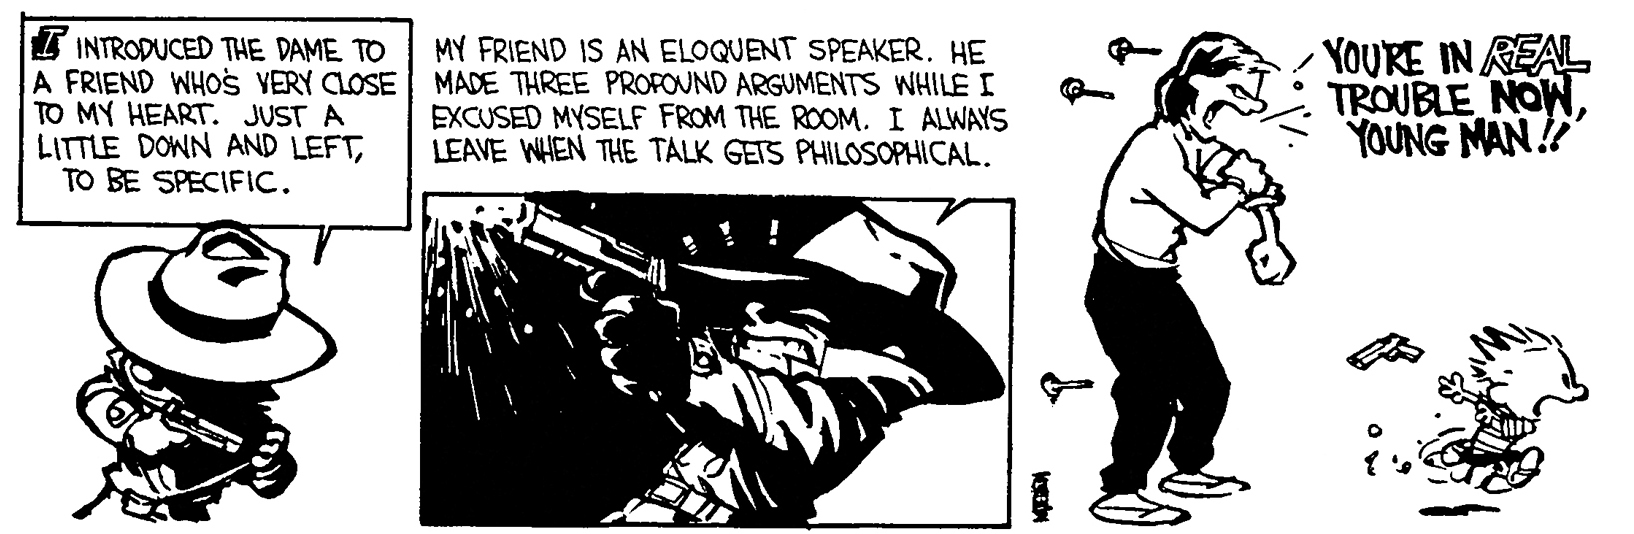 I INTRODUCED THE DAME TO
A FRIEND WHO'S VERY CLOSE
TO MY HEART. JUST A
LITTLE DOWN AND LEFT,
TO BE SPECIFIC.
MY FRIEND IS AN ELOQUENT SPEAKER. HE
MADE THREE PROFOUND ARGUMENTS WHILE I
EXCUSED MYSELF FROM THE ROOM. I ALWAYS
LEAVE WHEN THE TALK GETS PHILOSOPHICAL.
YOU'RE IN REAL
TROUBLE NOW,
YOUNG MAN!!